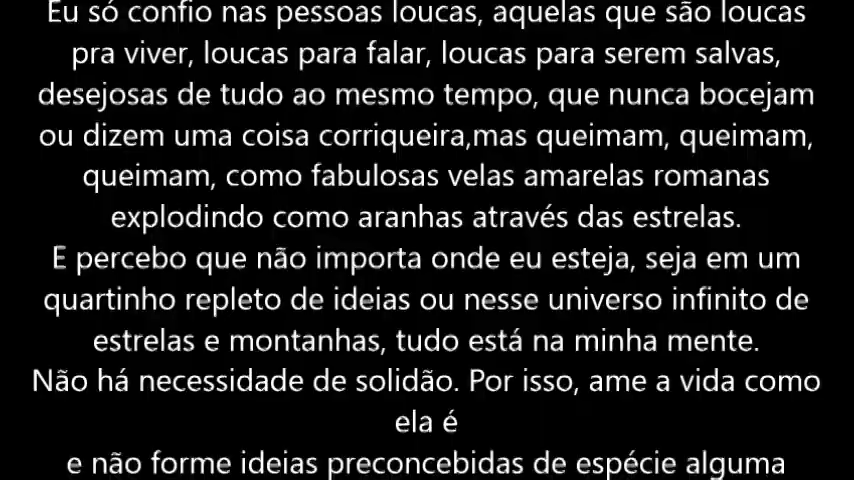 Eu só confio nas pessoas loucas, aquelas que são loucas
pra viver, loucas para falar, loucas para serem salvas,
desejosas de tudo ao mesmo tempo, que nunca bocejam
ou dizem uma coisa corriqueira,mas queimam, queimam,
queimam, como fabulosas velas amarelas romanas
explodindo como aranhas através das estrelas.
E percebo que não importa onde eu esteja, seja em um
quartinho repleto de ideias ou nesse universo infinito de
estrelas e montanhas, tudo está na minha mente.
Não há necessidade de solidão. Por isso, ame a vida como
ela é
e não forme ideias preconcebidas de espécie alguma